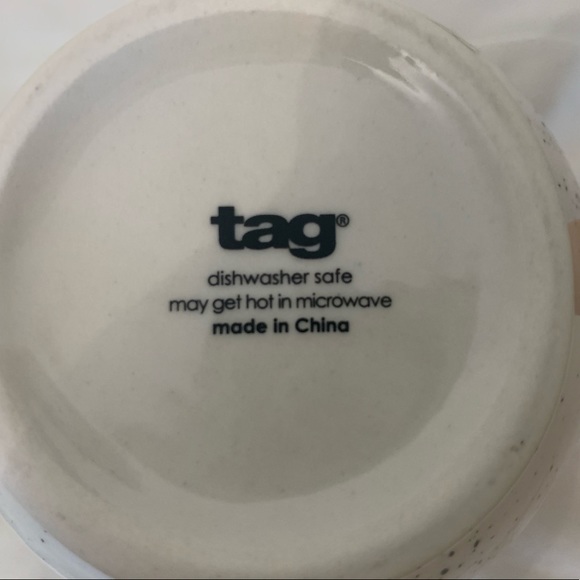 tag®
dishwasher safe
may get hot in microwave
made in China